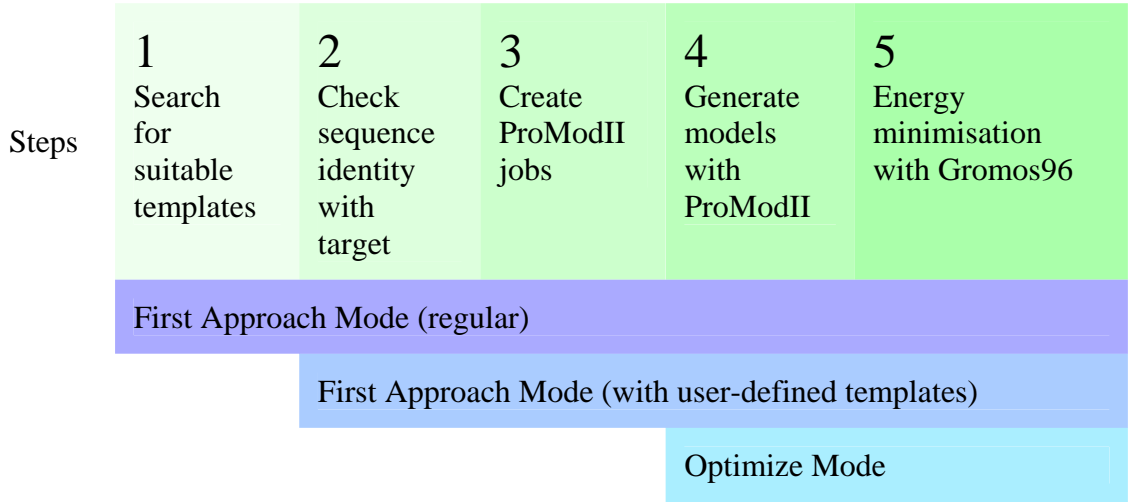 Steps
1
Search
for
suitable
templates
2
Check
sequence
identity
with
target
3
Create
ProModII
jobs
4
Generate
models
with
ProModII
5
Energy
minimisation
with Gromos96
First Approach Mode (regular)
First Approach Mode (with user-defined templates)
Optimize Mode